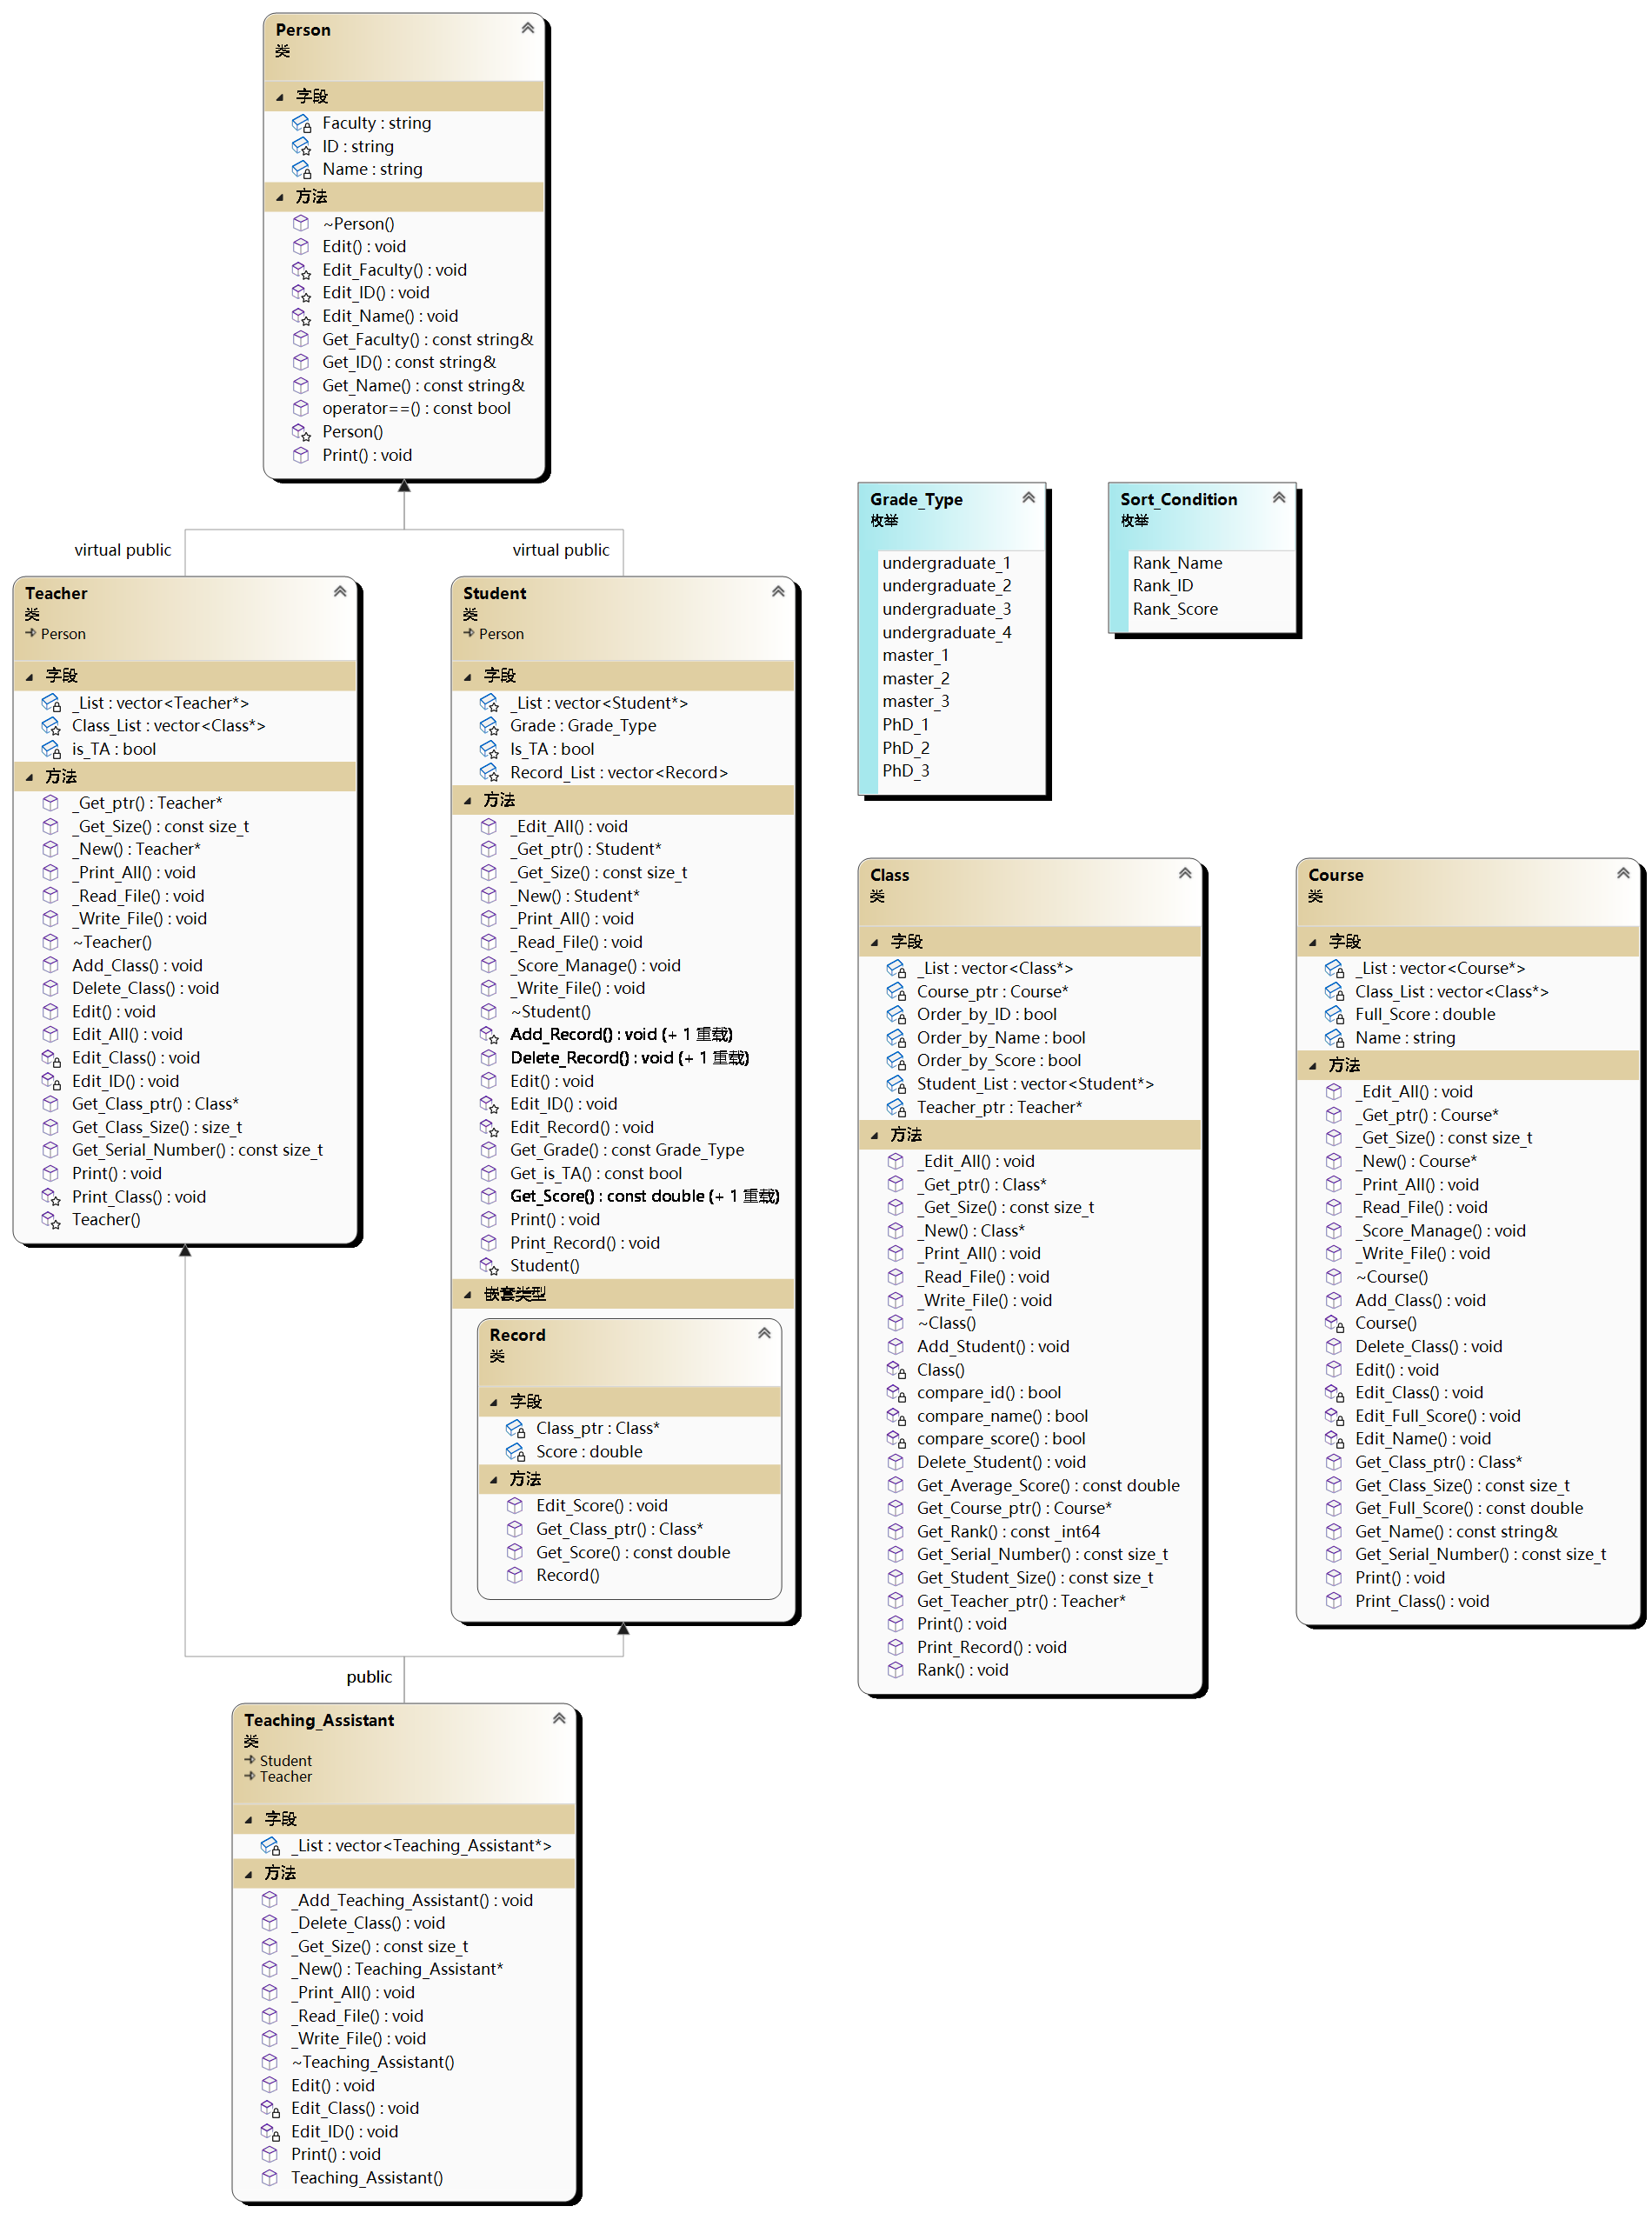 Person
类
字段
Faculty : string
ID : string
Name : string
方法
~Person()
Edit() : void
Edit_Faculty() : void
Edit_ID() : void
Edit_Name() : void
Get_Faculty() : const string&
Get_ID() : const string&
Get_Name() : const string&
operator==() : const bool
Person()
Print() : void
virtual public
virtual public
Teacher
类
Person
字段
_List : vector<Teacher*>
Class_List : vector<Class*>
is_TA : bool
方法
_Get_ptr() : Teacher*
_Get_Size() : const size_t
_New() : Teacher*
_Print_All() : void
_Read_File() : void
_Write_File() : void
~Teacher()
Add_Class() : void
Delete_Class() : void
Edit() : void
Edit_All() : void
Edit_Class() : void
Edit_ID() : void
Get_Class_ptr() : Class*
Get_Class_Size() : size_t
Get_Serial_Number() : const size_t
Print() : void
Print_Class() : void
Teacher()
Student
类
Person
字段
_List : vector<Student*>
Grade : Grade_Type
Is_TA : bool
Record_List : vector<Record>
方法
_Edit_All() : void
_Get_ptr() : Student*
_Get_Size() : const size_t
_New() : Student*
_Print_All() : void
_Read_File() : void
_Score_Manage() : void
_Write_File() : void
~Student()
Add_Record() : void (+ 1 重载)
Delete_Record() : void (+ 1 重载)
Edit() : void
Edit_ID() : void
Edit_Record() : void
Get_Grade() : const Grade_Type
Get_is_TA() : const bool
Get_Score() : const double (+ 1 重载)
Print() : void
Print_Record() : void
Student()
嵌套类型
Record
类
字段
Class_ptr : Class*
Score : double
方法
Edit_Score() : void
Get_Class_ptr() : Class*
Get_Score() : const double
Record()
public
Teaching_Assistant
类
Student
Teacher
字段
_List : vector<Teaching_Assistant*>
方法
_Add_Teaching_Assistant() : void
_Delete_Class() : void
_Get_Size() : const size_t
_New() : Teaching_Assistant*
_Print_All() : void
_Read_File() : void
_Write_File() : void
~Teaching_Assistant()
Edit() : void
Edit_Class() : void
Edit_ID() : void
Print() : void
Teaching_Assistant()
Grade_Type
枚举
undergraduate_1
undergraduate_2
undergraduate_3
undergraduate_4
master_1
master_2
master_3
PhD_1
PhD_2
PhD_3
Sort_Condition
枚举
Rank_Name
Rank_ID
Rank_Score
Class
类
字段
_List : vector<Class*>
Course_ptr : Course*
Order_by_ID : bool
Order_by_Name : bool
Order_by_Score : bool
Student_List : vector<Student*>
Teacher_ptr : Teacher*
方法
_Edit_All() : void
_Get_ptr() : Class*
_Get_Size() : const size_t
_New() : Class*
_Print_All() : void
_Read_File() : void
_Write_File() : void
~Class()
Add_Student() : void
Class()
compare_id() : bool
compare_name() : bool
compare_score() : bool
Delete_Student() : void
Get_Average_Score() : const double
Get_Course_ptr() : Course*
Get_Rank() : const _int64
Get_Serial_Number() : const size_t
Get_Student_Size() : const size_t
Get_Teacher_ptr() : Teacher*
Print() : void
Print_Record() : void
Rank() : void
Course
类
字段
_List : vector<Course*>
Class_List : vector<Class*>
Full_Score : double
Name : string
方法
_Edit_All() : void
_Get_ptr() : Course*
_Get_Size() : const size_t
_New() : Course*
_Print_All() : void
_Read_File() : void
_Score_Manage() : void
_Write_File() : void
~Course()
Add_Class() : void
Course()
Delete_Class() : void
Edit() : void
Edit_Class() : void
Edit_Full_Score() : void
Edit_Name() : void
Get_Class_ptr() : Class*
Get_Class_Size() : const size_t
Get_Full_Score() : const double
Get_Name() : const string&
Get_Serial_Number() : const size_t
Print() : void
Print_Class() : void